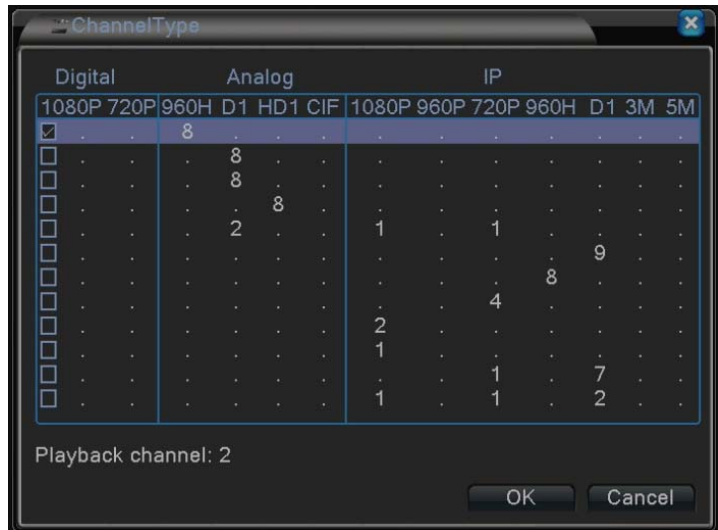 ChannelType
Digital Analog IP
1080P 720P 960H D1 HD1 CIF 1080P 960P 720P 960H D1 3M 5M
. . 8 . . . . . . . . . .
. . . 8 . . . . . . . . .
. . . 8 . . . . . . . . .
. . . . 8 . . . . . . . .
. . . 2 . . 1 . 1 . . . .
. . . . . . . . . . 9 . .
. . . . . . . . . 8 . . .
. . . . . . . . 4 . . . .
. . . . . . 2 . . . . . .
. . . . . . 1 . . . . . .
. . . . . . . . 1 . 7 . .
. . . . . . 1 . 1 . 2 . .
Playback channel: 2
OK Cancel